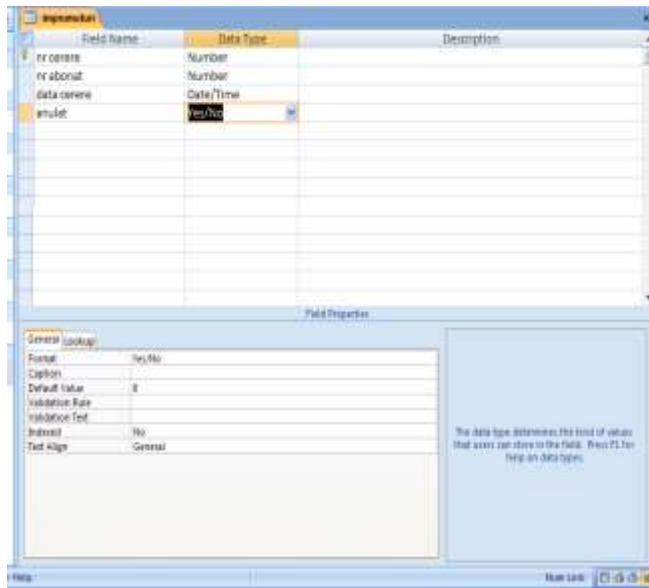 imprumuturi
Field Name Data Type Description
nr cerere Number
nr abonat Number
data cerere Date/Time
anulat Yes/No
Field Properties
General Lookup
Format Yes/No
Caption
Default Value 0
Validation Rule
Validation Text
Indexed No
Text Align General
The data type determines the kind of values
that users can store in the field. Press F1 for
help on data types.
Help.
Num Lock